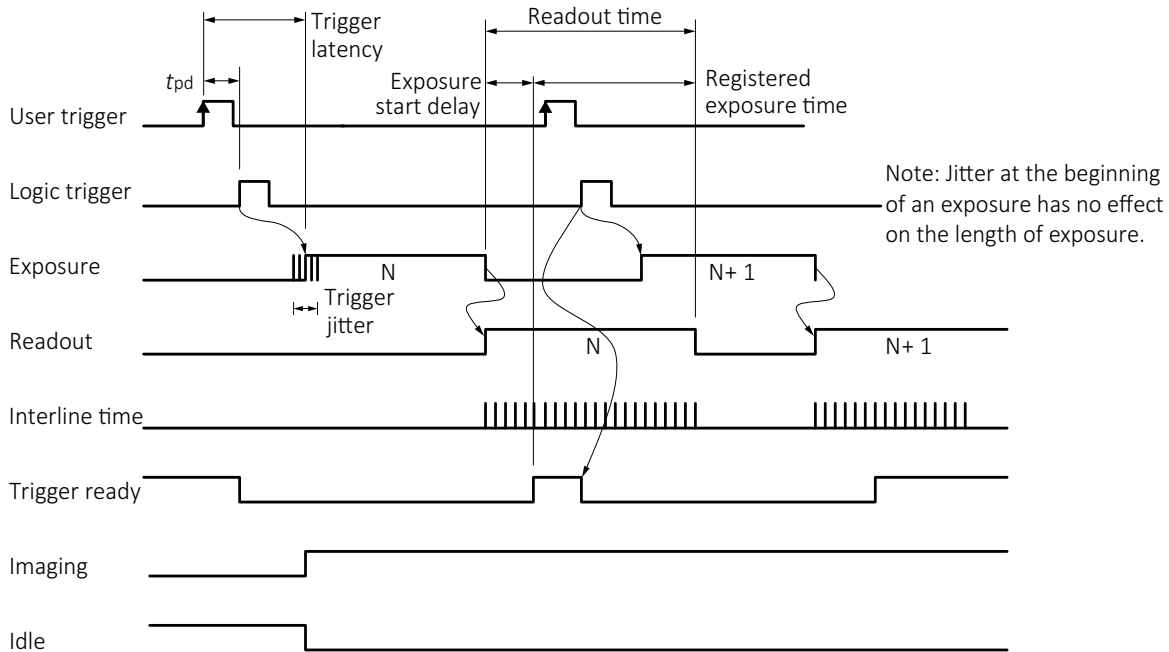 Trigger
latency
Readout time
tpd
Exposure
start delay
Registered
exposure time
User trigger
Logic trigger
Note: Jitter at the beginning
of an exposure has no effect
on the length of exposure.
Exposure
N
N+ 1
Trigger
jitter
Readout
N
N+ 1
Interline time
Trigger ready
Imaging
Idle